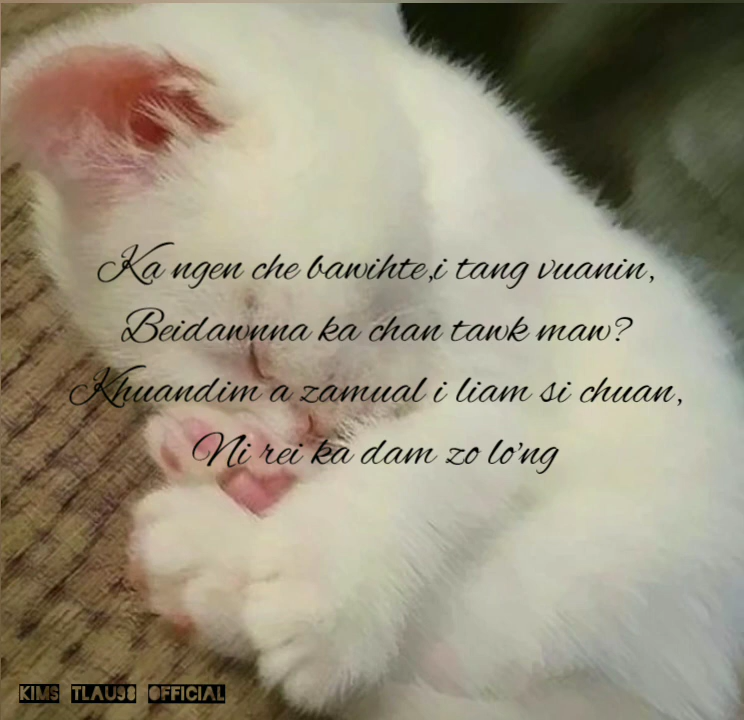 Ka ngen che bawihte,i tang vuanin,
Beidawnna ka chan tawk maw?
Khuandim a zamual i liam si chuan,
Ni rei ka dam zo lo'ng
KIMS TLAU98 OFFICIAL